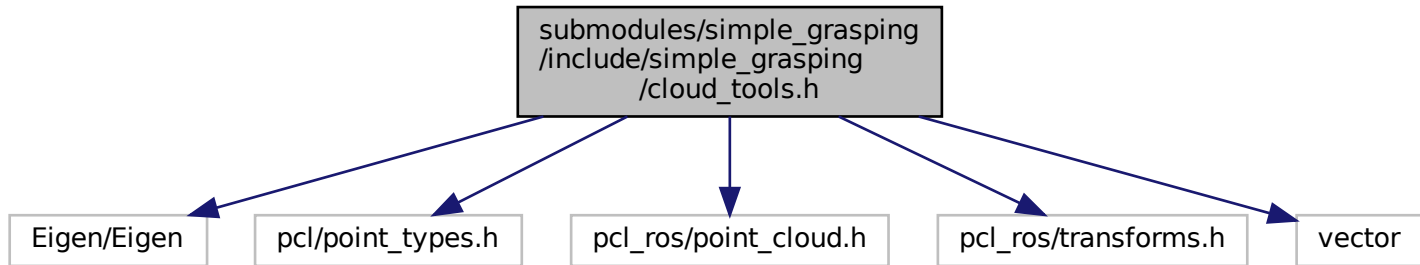 submodules/simple_grasping
/include/simple_grasping
/cloud_tools.h
Eigen/Eigen
pcl/point_types.h
pcl_ros/point_cloud.h
pcl_ros/transforms.h
vector